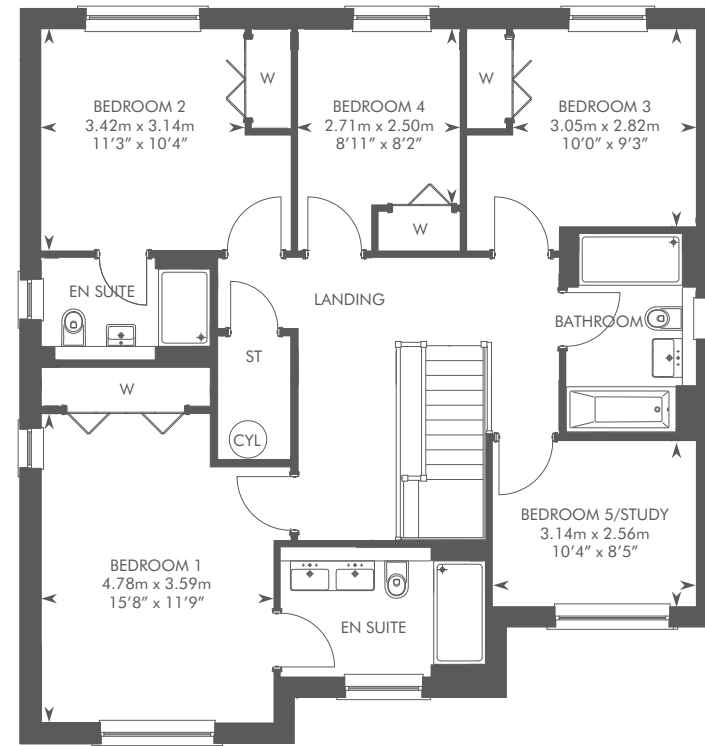 W
BEDROOM 2
3.42m x 3.14m
11’3” x 10’4”
BEDROOM 4
2.71m x 2.50m
8’11” x 8’2”
W
BEDROOM 3
3.05m x 2.82m
10’0” x 9’3”
W
EN SUITE
LANDING
BATHROOM
ST
W
CYL
BEDROOM 5/STUDY
3.14m x 2.56m
10’4” x 8’5”
BEDROOM 1
4.78m x 3.59m
15’8” x 11’9”
EN SUITE